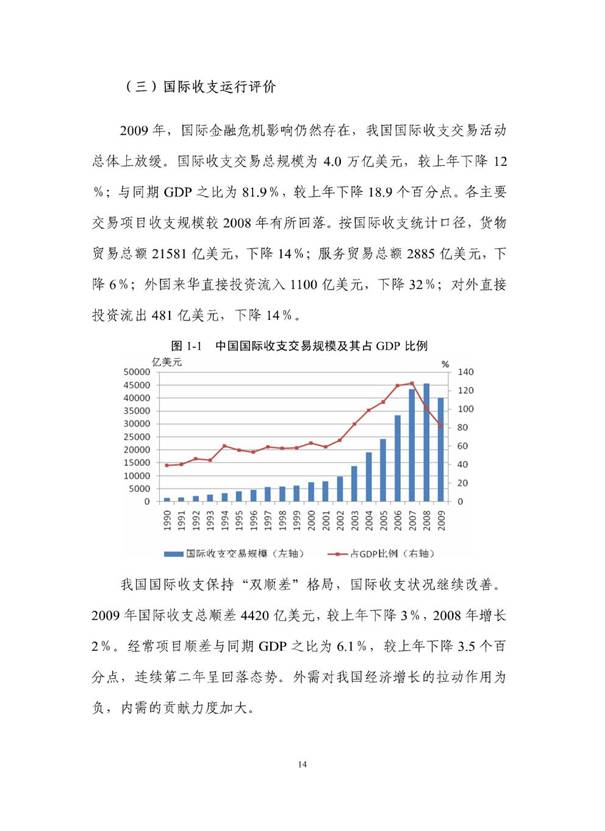 （三）国际收支运行评价
2009 年，国际金融危机影响仍然存在，我国国际收支交易活动
总体上放缓。国际收支交易总规模为 4.0 万亿美元，较上年下降 12
％；与同期 GDP 之比为 81.9％，较上年下降 18.9 个百分点。各主要
交易项目收支规模较 2008 年有所回落。按国际收支统计口径，货物
贸易总额 21581 亿美元，下降 14％；服务贸易总额 2885 亿美元，下
降 6％；外国来华直接投资流入 1100 亿美元，下降 32％；对外直接
投资流出 481 亿美元，下降 14％。
图 1-1　中国国际收支交易规模及其占 GDP 比例
亿美元 %
50000 140
45000 120
40000 100
35000 80
30000 60
25000 40
20000 20
15000 0
10000
5000
0
1990 1991 1992 1993 1994 1995 1996 1997 1998 1999 2000 2001 2002 2003 2004 2005 2006 2007 2008 2009
国际收支交易规模（左轴） 占GDP比例（右轴）
我国国际收支保持“双顺差”格局，国际收支状况继续改善。
2009 年国际收支总顺差 4420 亿美元，较上年下降 3％，2008 年增长
2％。经常项目顺差与同期 GDP 之比为 6.1％，较上年下降 3.5 个百
分点，连续第二年呈回落态势。外需对我国经济增长的拉动作用为
负，内需的贡献力度加大。
14